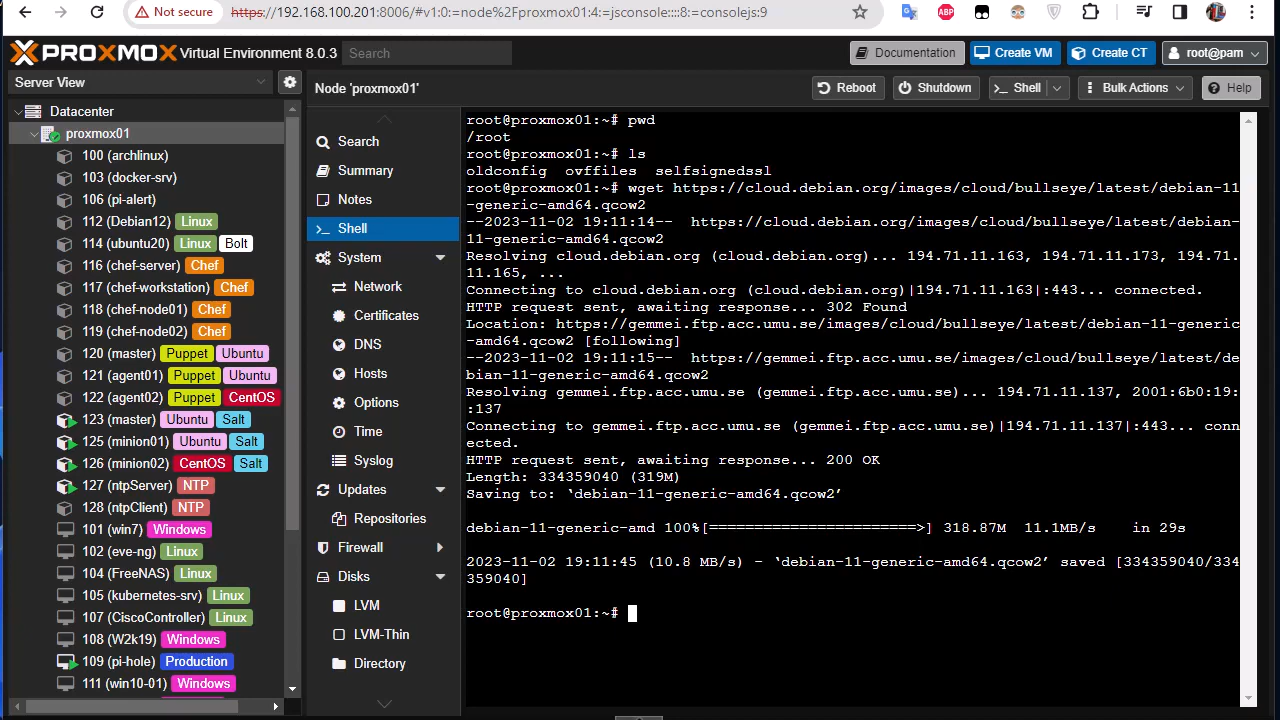 Not secure https://192.168.100.201:8006/#v1:0:=node%2Fproxmox01:4:=jsconsole::::8:=consolejs:9
ABP
PROXMOX Virtual Environment 8.0.3 Search Documentation Create VM Create CT root@pam
Server View
Node 'proxmox01' Reboot Shutdown Shell Bulk Actions Help
Datacenter
proxmox01
100 (archlinux)
103 (docker-srv)
106 (pi-alert)
112 (Debian12) Linux
114 (ubuntu20) Linux Bolt
116 (chef-server) Chef
117 (chef-workstation) Chef
118 (chef-node01) Chef
119 (chef-node02) Chef
120 (master) Puppet Ubuntu
121 (agent01) Puppet Ubuntu
122 (agent02) Puppet CentOS
123 (master) Ubuntu Salt
125 (minion01) Ubuntu Salt
126 (minion02) CentOS Salt
127 (ntpServer) NTP
128 (ntpClient) NTP
101 (win7) Windows
102 (eve-ng) Linux
104 (FreeNAS) Linux
105 (kubernetes-srv) Linux
107 (CiscoController) Linux
108 (W2k19) Windows
109 (pi-hole) Production
111 (win10-01) Windows
Search
Summary
Notes
Shell
System
Network
Certificates
DNS
Hosts
Options
Time
Syslog
Updates
Repositories
Firewall
Disks
LVM
LVM-Thin
Directory
root@proxmox01:~# pwd
/root
root@proxmox01:~# ls
oldconfig  ovffiles  selfsignedssl
root@proxmox01:~# wget https://cloud.debian.org/images/cloud/bullseye/latest/debian-11
-generic-amd64.qcow2
--2023-11-02 19:11:14--  https://cloud.debian.org/images/cloud/bullseye/latest/debian-
11-generic-amd64.qcow2
Resolving cloud.debian.org (cloud.debian.org)... 194.71.11.163, 194.71.11.173, 194.71.
11.165, ...
Connecting to cloud.debian.org (cloud.debian.org)|194.71.11.163|:443... connected.
HTTP request sent, awaiting response... 302 Found
Location: https://gemmei.ftp.acc.umu.se/images/cloud/bullseye/latest/debian-11-generic
-amd64.qcow2 [following]
--2023-11-02 19:11:15--  https://gemmei.ftp.acc.umu.se/images/cloud/bullseye/latest/de
bian-11-generic-amd64.qcow2
Resolving gemmei.ftp.acc.umu.se (gemmei.ftp.acc.umu.se)... 194.71.11.137, 2001:6b0:19:
:137
Connecting to gemmei.ftp.acc.umu.se (gemmei.ftp.acc.umu.se)|194.71.11.137|:443... conn
ected.
HTTP request sent, awaiting response... 200 OK
Length: 334359040 (319M)
Saving to: ‘debian-11-generic-amd64.qcow2’
debian-11-generic-amd 100%[=======================>] 318.87M  11.1MB/s    in 29s
2023-11-02 19:11:45 (10.8 MB/s) - ‘debian-11-generic-amd64.qcow2’ saved [334359040/334
359040]
root@proxmox01:~#